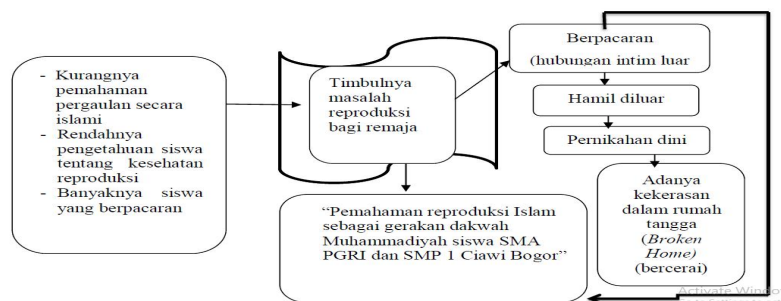 - Kurangnya
pemahaman
pergaulan secara
islami
- Rendahnya
pengetahuan siswa
tentang kesehatan
reproduksi
- Banyaknya siswa
yang berpacaran
Timbulnya
masalah
reproduksi
bagi remaja
Berpacaran
(hubungan intim luar
Hamil diluar
Pernikahan dini
Adanya
kekerasan
dalam rumah
tangga
(Broken
Home)
(bercerai)
“Pemahaman reproduksi Islam
sebagai gerakan dakwah
Muhammadiyah siswa SMA
PGRI dan SMP 1 Ciawi Bogor”
Activate Windo